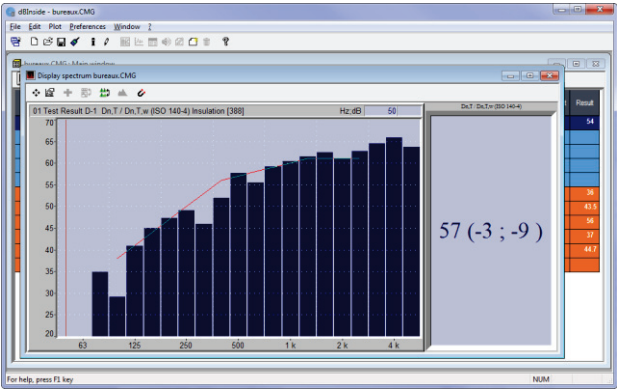 dBInside - bureaux.CMG
File Edit Plot Preferences Window ?
bureaux CMG: Main window
Display spectrum bureaux.CMG
01 Test Result D-1 Dn,T / Dn,T,w (ISO 140-4) Insulation [388] Hz;dB 50
Dn,T : Dn,T,w (ISO 140-4)
Result
70
65
60
55
50
45
40
35
30
25
20
63 125 250 500 1 k 2 k 4 k
57 (-3 ; -9 )
54
36
43.5
56
37
44.7
For help, press F1 key NUM